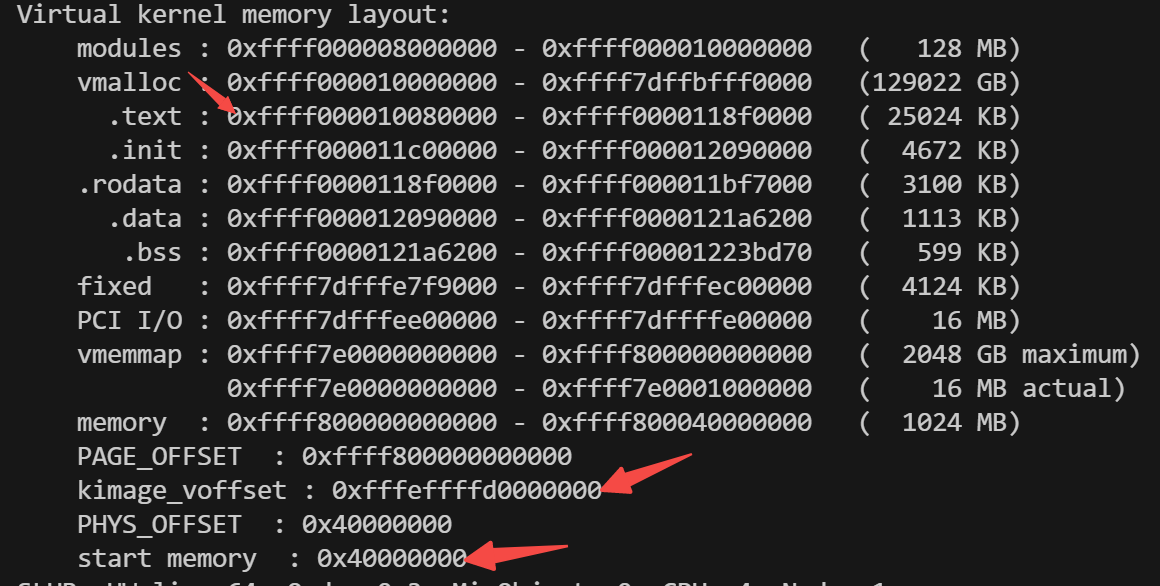 Virtual kernel memory layout:
modules : 0xffff000008000000 - 0xffff000010000000 ( 128 MB)
vmalloc : 0xffff000010000000 - 0xffff7dffbfff0000 (129022 GB)
.text : 0xffff000010080000 - 0xffff0000118f0000 ( 25024 KB)
.init : 0xffff000011c00000 - 0xffff000012090000 ( 4672 KB)
.rodata : 0xffff0000118f0000 - 0xffff000011bf7000 ( 3100 KB)
.data : 0xffff000012090000 - 0xffff0000121a6200 ( 1113 KB)
.bss : 0xffff0000121a6200 - 0xffff00001223bd70 ( 599 KB)
fixed : 0xffff7dfffe7f9000 - 0xffff7dfffec00000 ( 4124 KB)
PCI I/O : 0xffff7dfffee00000 - 0xffff7dffffe00000 ( 16 MB)
vmemmap : 0xffff7e0000000000 - 0xffff800000000000 ( 2048 GB maximum)
0xffff7e0000000000 - 0xffff7e0001000000 ( 16 MB actual)
memory : 0xffff800000000000 - 0xffff800040000000 ( 1024 MB)
PAGE_OFFSET : 0xffff800000000000
kimage_voffset : 0xfffeffffd0000000
PHYS_OFFSET : 0x40000000
start memory : 0x40000000